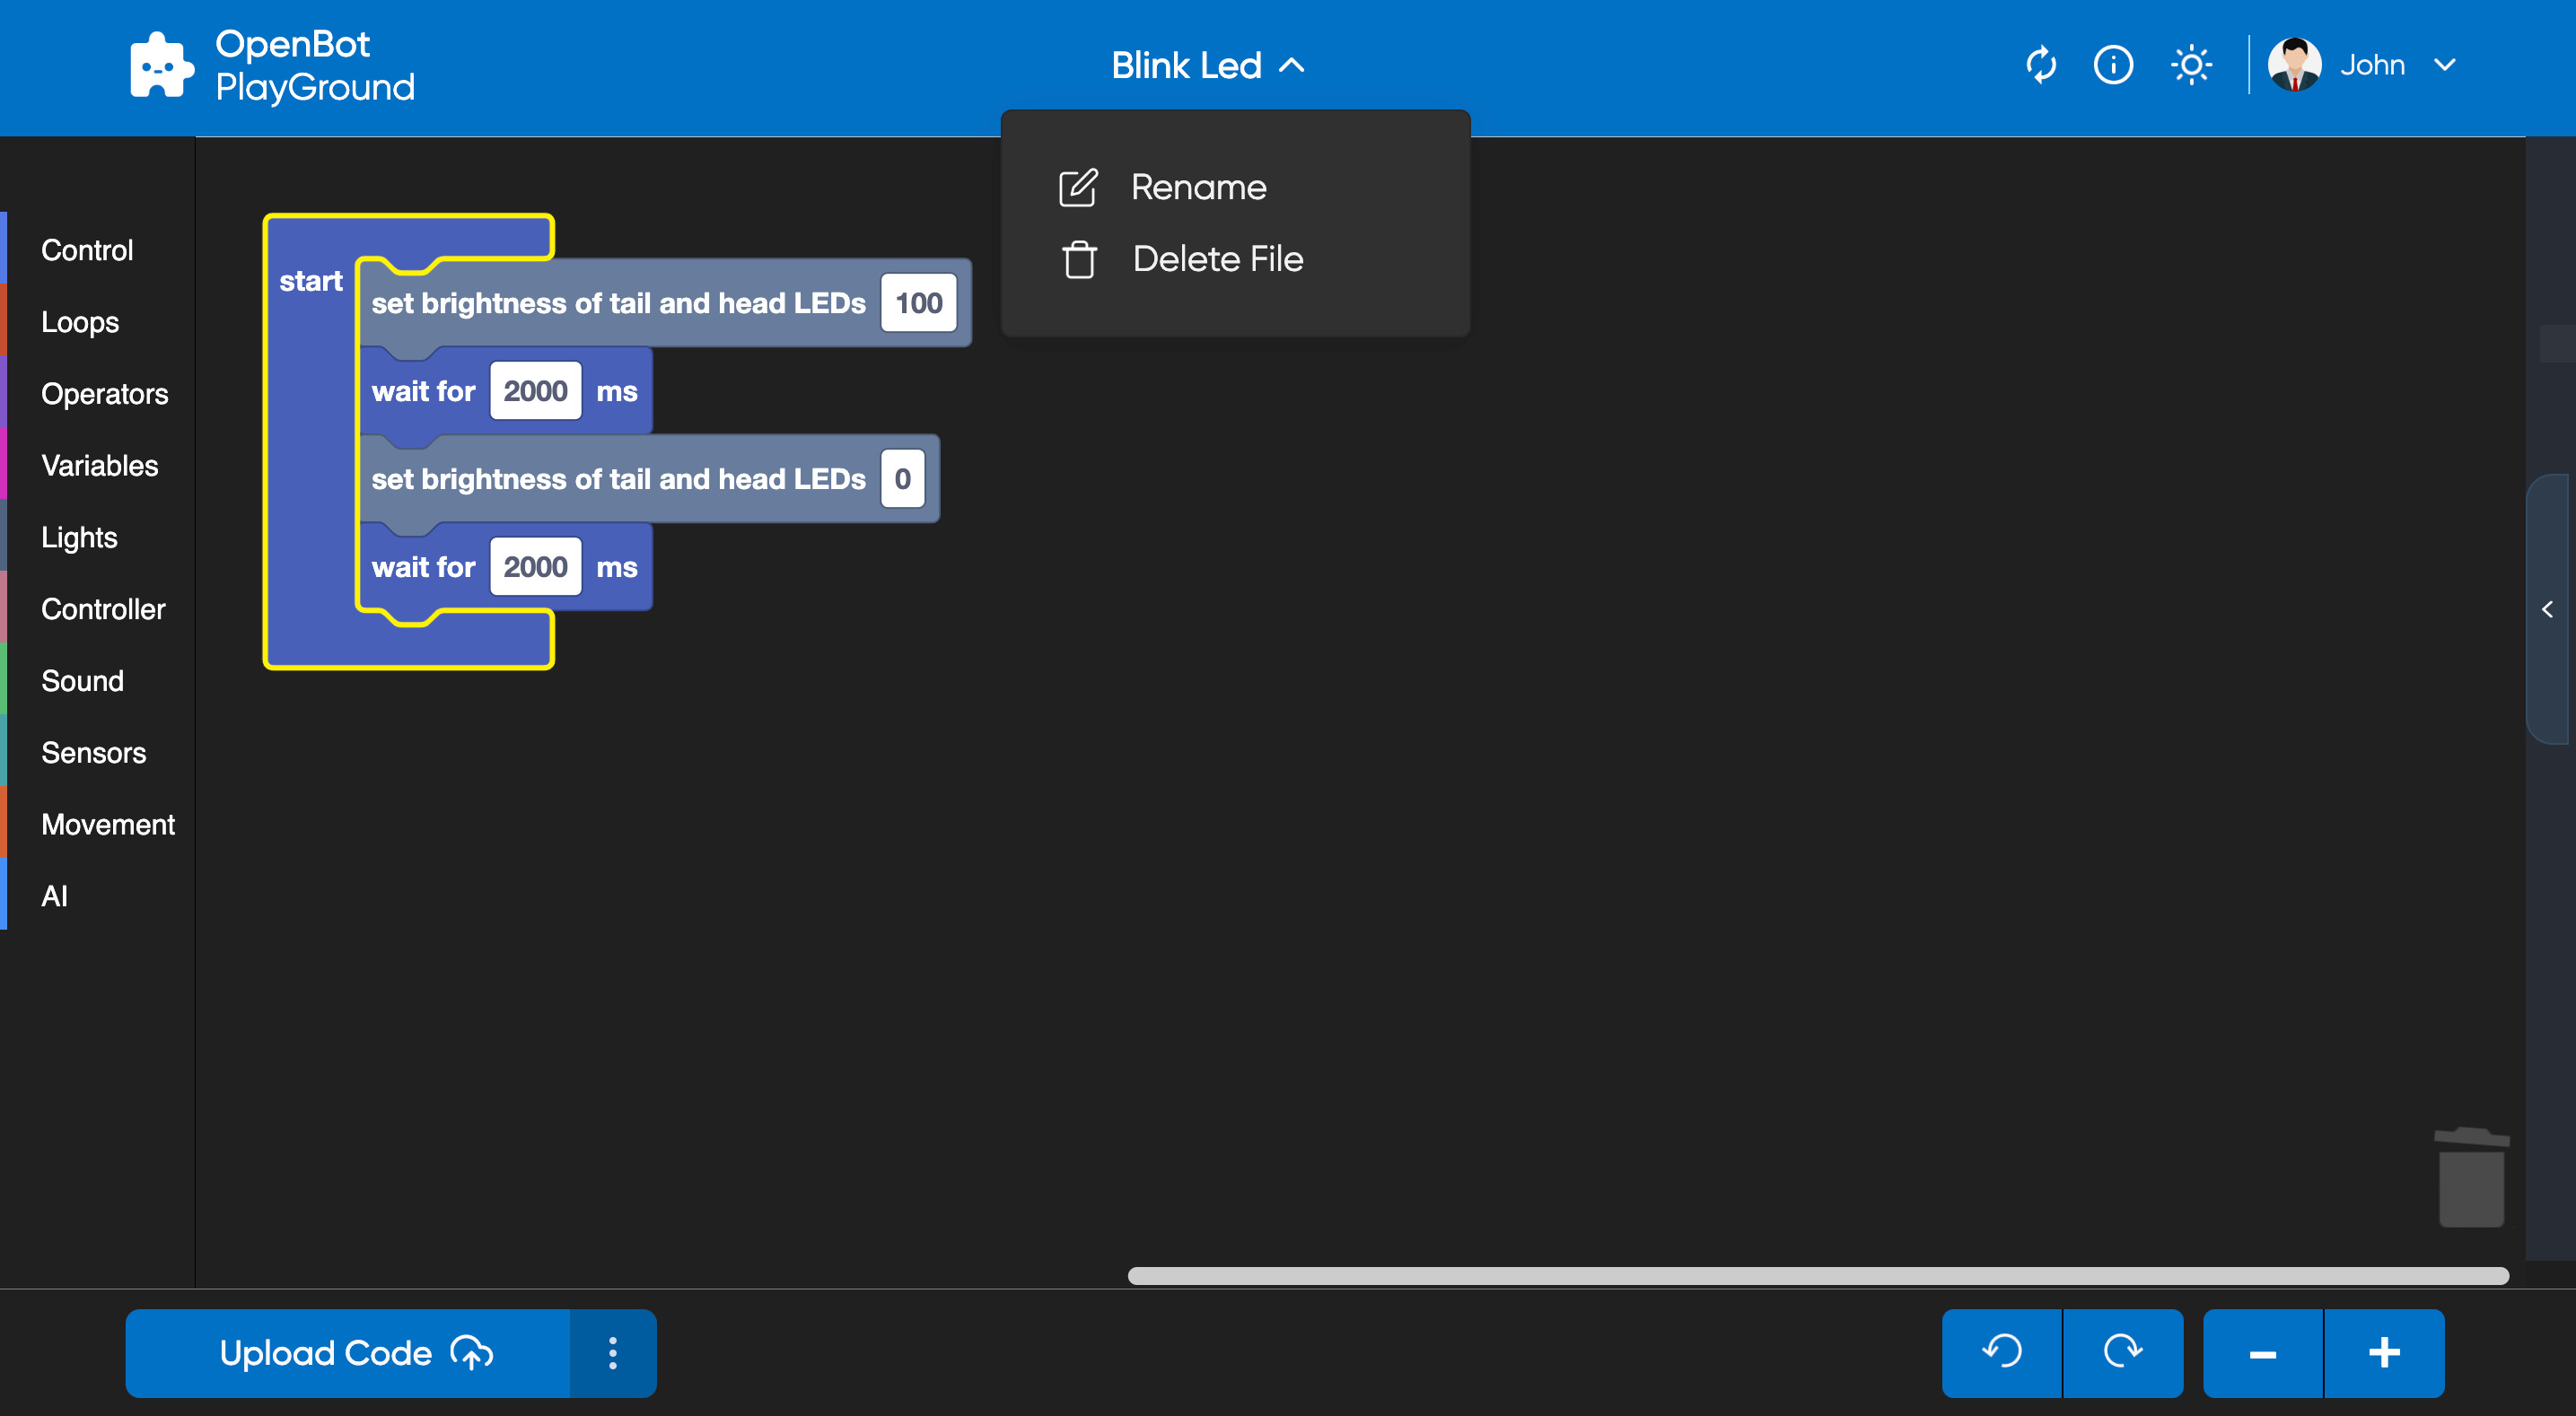 OpenBot
PlayGround
Blink Led
John
Rename
Delete File
Control
Loops
Operators
Variables
Lights
Controller
Sound
Sensors
Movement
AI
start
set brightness of tail and head LEDs 100
wait for 2000 ms
set brightness of tail and head LEDs 0
wait for 2000 ms
Upload Code